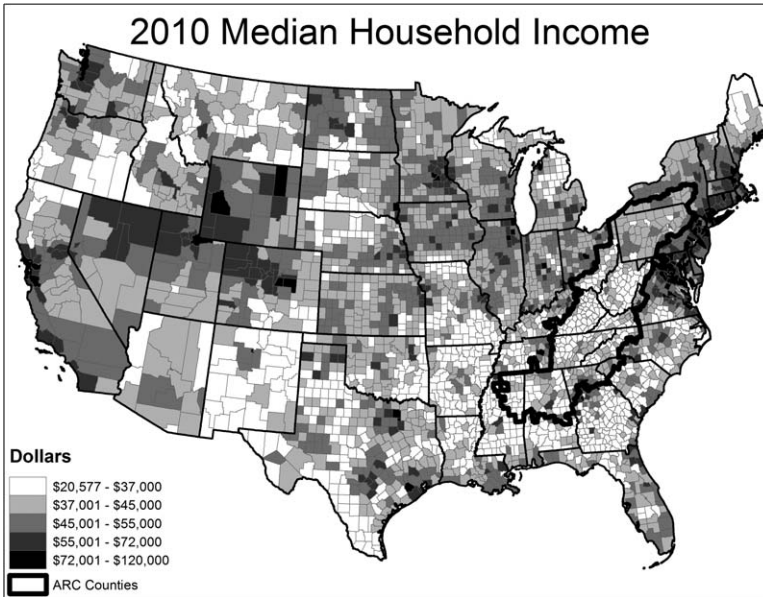 2010 Median Household Income
Dollars
$20,577 - $37,000
$37,001 - $45,000
$45,001 - $55,000
$55,001 - $72,000
$72,001 - $120,000
ARC Counties